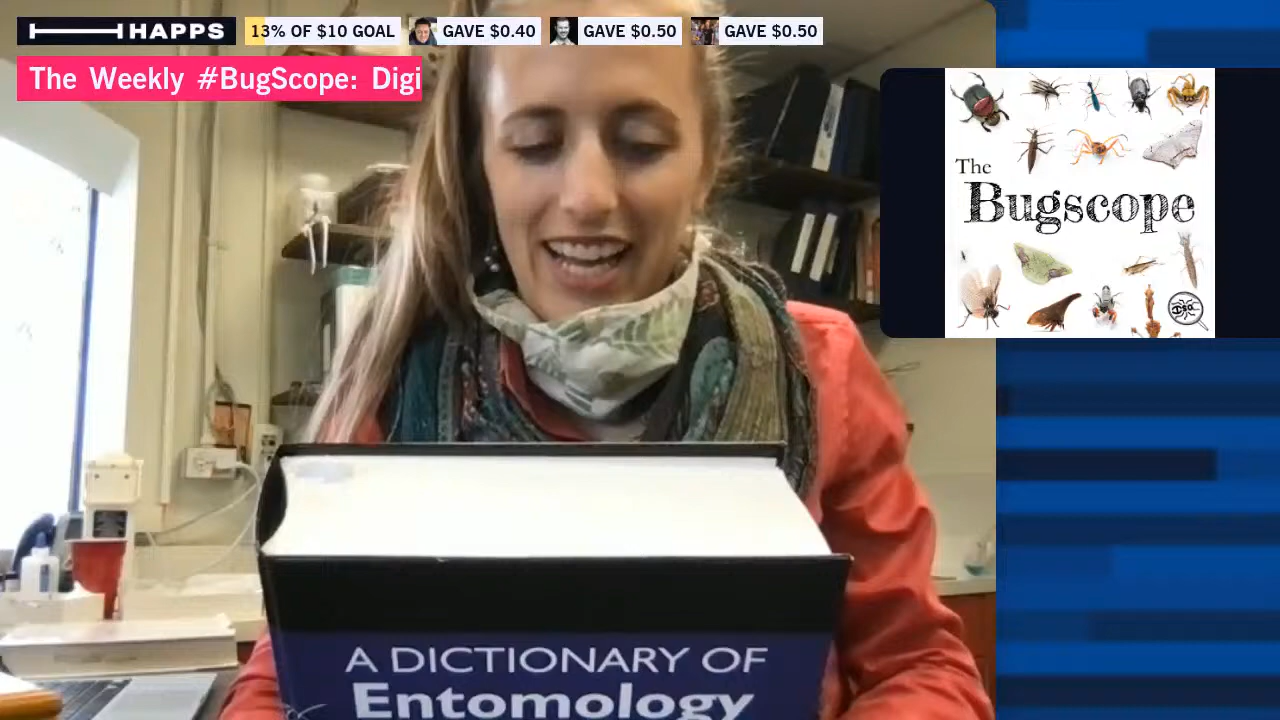 HAPPS
13% OF $10 GOAL
GAVE $0.40
GAVE $0.50
GAVE $0.50
The Weekly #BugScope: Digi
The
Bugscope
A DICTIONARY OF
Entomology